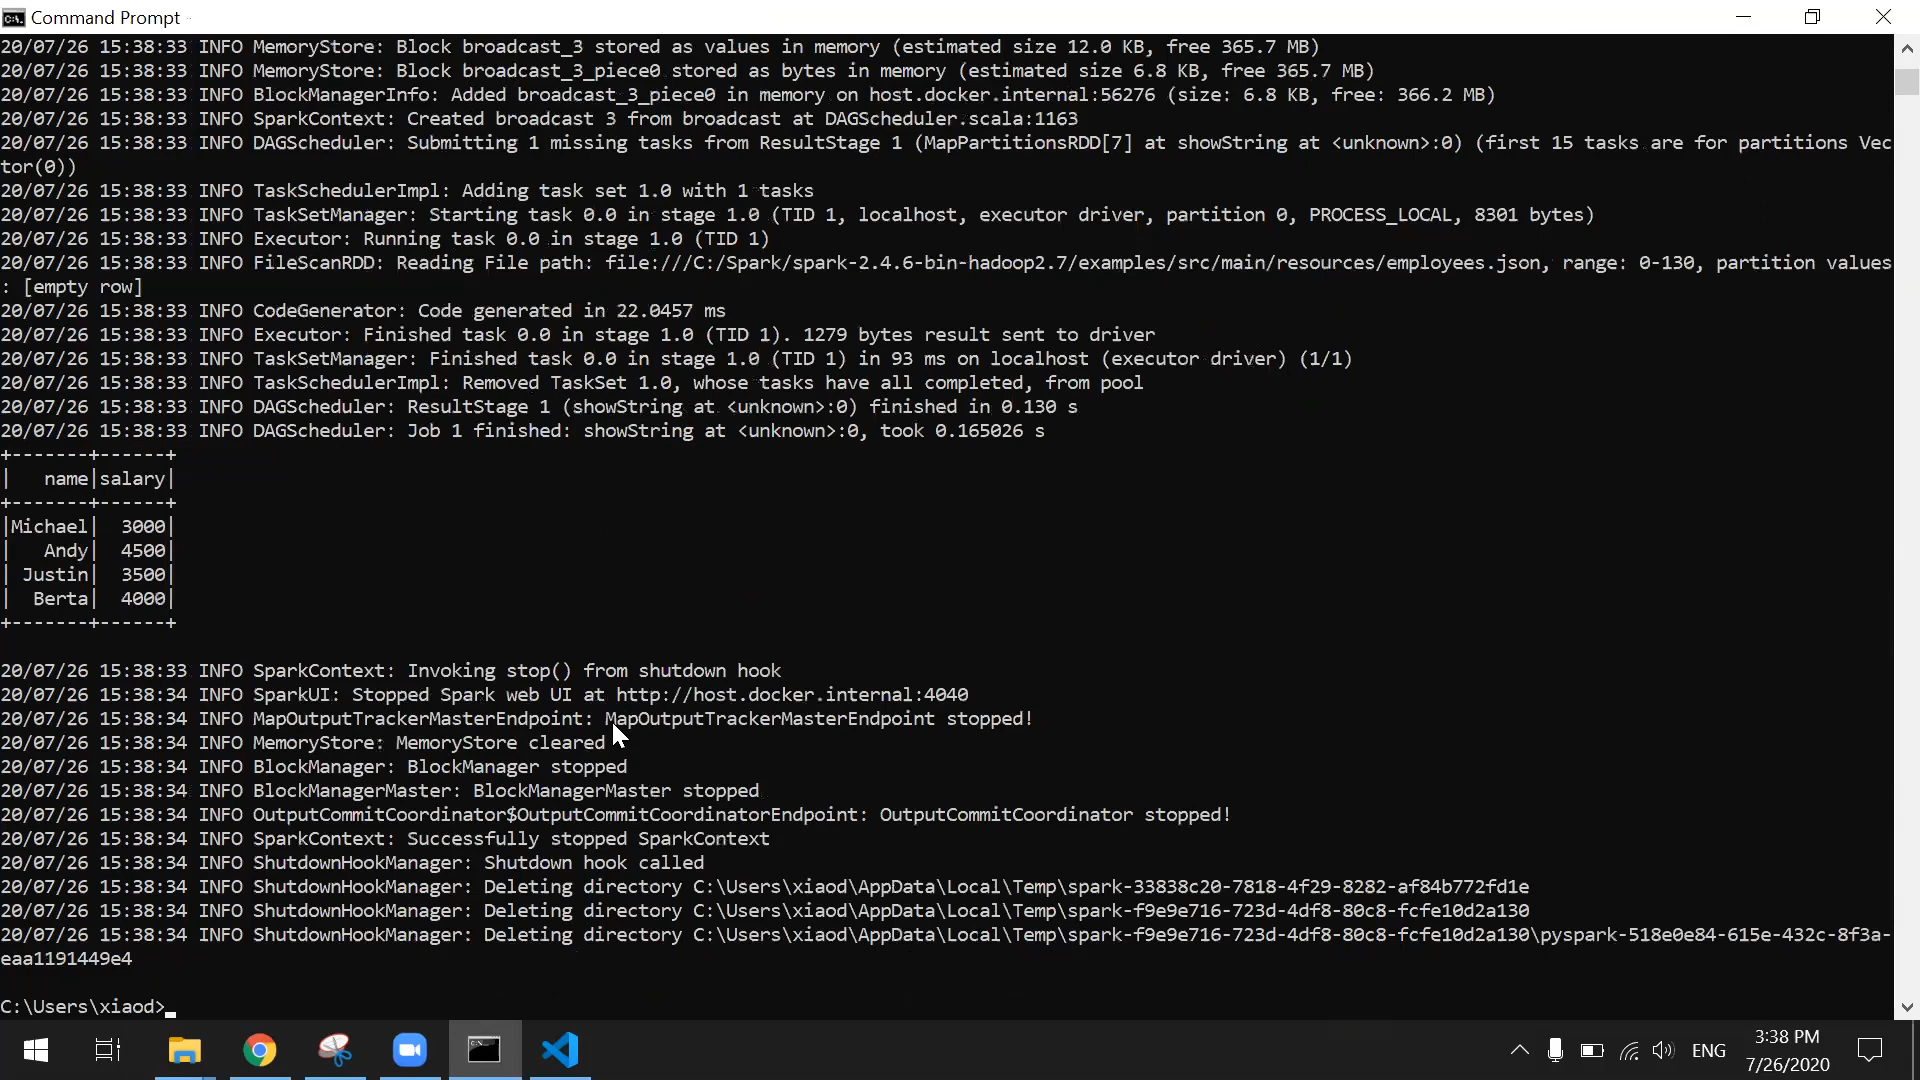 Command Prompt
20/07/26 15:38:33 INFO MemoryStore: Block broadcast_3 stored as values in memory (estimated size 12.0 KB, free 365.7 MB)
20/07/26 15:38:33 INFO MemoryStore: Block broadcast_3_piece0 stored as bytes in memory (estimated size 6.8 KB, free 365.7 MB)
20/07/26 15:38:33 INFO BlockManagerInfo: Added broadcast_3_piece0 in memory on host.docker.internal:56276 (size: 6.8 KB, free: 366.2 MB)
20/07/26 15:38:33 INFO SparkContext: Created broadcast 3 from broadcast at DAGScheduler.scala:1163
20/07/26 15:38:33 INFO DAGScheduler: Submitting 1 missing tasks from ResultStage 1 (MapPartitionsRDD[7] at showString at <unknown>:0) (first 15 tasks are for partitions Vec
tor(0))
20/07/26 15:38:33 INFO TaskSchedulerImpl: Adding task set 1.0 with 1 tasks
20/07/26 15:38:33 INFO TaskSetManager: Starting task 0.0 in stage 1.0 (TID 1, localhost, executor driver, partition 0, PROCESS_LOCAL, 8301 bytes)
20/07/26 15:38:33 INFO Executor: Running task 0.0 in stage 1.0 (TID 1)
20/07/26 15:38:33 INFO FileScanRDD: Reading File path: file:///C:/Spark/spark-2.4.6-bin-hadoop2.7/examples/src/main/resources/employees.json, range: 0-130, partition values
: [empty row]
20/07/26 15:38:33 INFO CodeGenerator: Code generated in 22.0457 ms
20/07/26 15:38:33 INFO Executor: Finished task 0.0 in stage 1.0 (TID 1). 1279 bytes result sent to driver
20/07/26 15:38:33 INFO TaskSetManager: Finished task 0.0 in stage 1.0 (TID 1) in 93 ms on localhost (executor driver) (1/1)
20/07/26 15:38:33 INFO TaskSchedulerImpl: Removed TaskSet 1.0, whose tasks have all completed, from pool
20/07/26 15:38:33 INFO DAGScheduler: ResultStage 1 (showString at <unknown>:0) finished in 0.130 s
20/07/26 15:38:33 INFO DAGScheduler: Job 1 finished: showString at <unknown>:0, took 0.165026 s
+-------+------+
|   name|salary|
+-------+------+
|Michael|  3000|
|   Andy|  4500|
| Justin|  3500|
|  Berta|  4000|
+-------+------+
20/07/26 15:38:33 INFO SparkContext: Invoking stop() from shutdown hook
20/07/26 15:38:34 INFO SparkUI: Stopped Spark web UI at http://host.docker.internal:4040
20/07/26 15:38:34 INFO MapOutputTrackerMasterEndpoint: MapOutputTrackerMasterEndpoint stopped!
20/07/26 15:38:34 INFO MemoryStore: MemoryStore cleared
20/07/26 15:38:34 INFO BlockManager: BlockManager stopped
20/07/26 15:38:34 INFO BlockManagerMaster: BlockManagerMaster stopped
20/07/26 15:38:34 INFO OutputCommitCoordinator$OutputCommitCoordinatorEndpoint: OutputCommitCoordinator stopped!
20/07/26 15:38:34 INFO SparkContext: Successfully stopped SparkContext
20/07/26 15:38:34 INFO ShutdownHookManager: Shutdown hook called
20/07/26 15:38:34 INFO ShutdownHookManager: Deleting directory C:\Users\xiaod\AppData\Local\Temp\spark-33838c20-7818-4f29-8282-af84b772fd1e
20/07/26 15:38:34 INFO ShutdownHookManager: Deleting directory C:\Users\xiaod\AppData\Local\Temp\spark-f9e9e716-723d-4df8-80c8-fcfe10d2a130
20/07/26 15:38:34 INFO ShutdownHookManager: Deleting directory C:\Users\xiaod\AppData\Local\Temp\spark-f9e9e716-723d-4df8-80c8-fcfe10d2a130\pyspark-518e0e84-615e-432c-8f3a-
eaa1191449e4
C:\Users\xiaod>
ENG
3:38 PM
7/26/2020